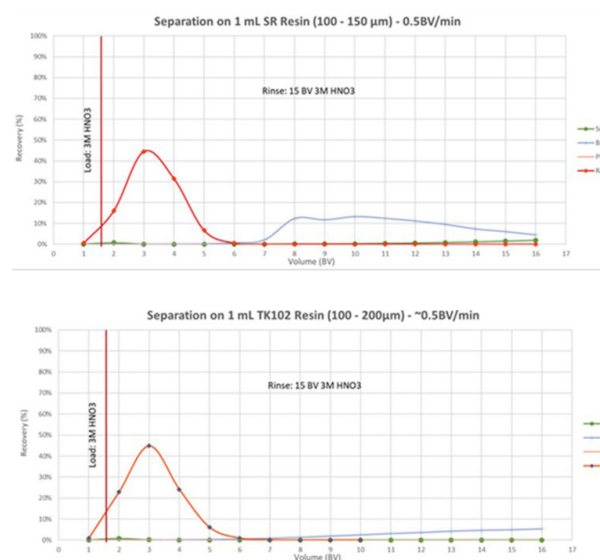 Separation on 1 mL SR Resin (100 - 150 µm) - 0.5BV/min
100%
90%
80%
70%
60%
50%
40%
30%
20%
10%
0%
Recovery (%)
Load: 3M HNO3
Rinse: 15 BV 3M HNO3
0 1 2 3 4 5 6 7 8 9 10 11 12 13 14 15 16 17
Volume (BV)
Separation on 1 mL TK102 Resin (100 - 200µm) - ~0.5BV/min
100%
90%
80%
70%
60%
50%
40%
30%
20%
10%
0%
Recovery (%)
Load: 3M HNO3
Rinse: 15 BV 3M HNO3
0 1 2 3 4 5 6 7 8 9 10 11 12 13 14 15 16 17
Volume (BV)